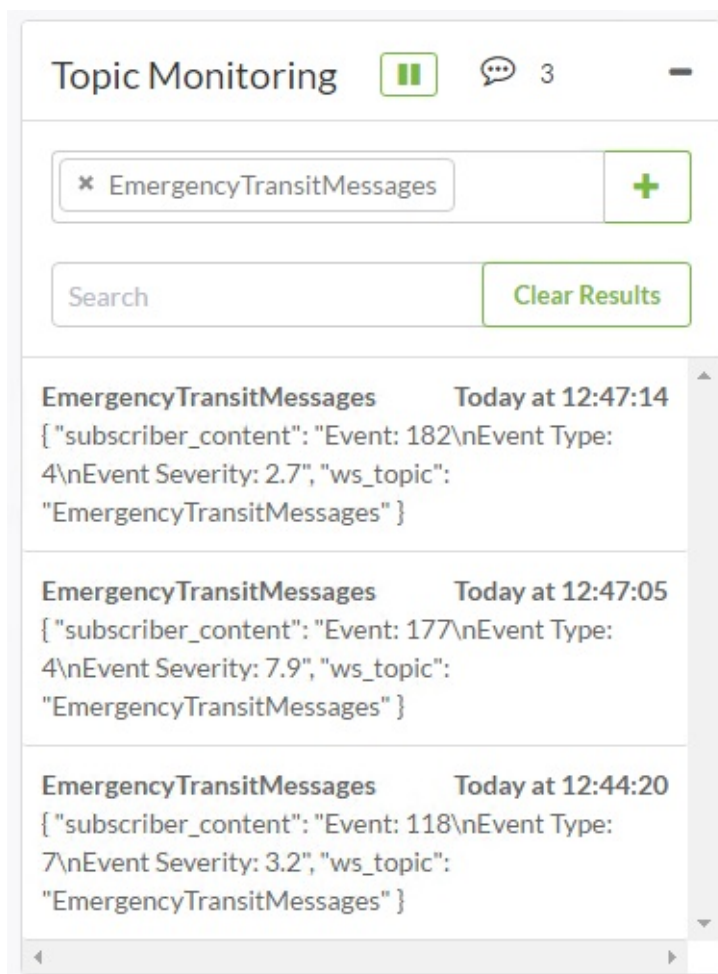 Topic Monitoring 3
× EmergencyTransitMessages
Search Clear Results
EmergencyTransitMessages Today at 12:47:14
{ "subscriber_content": "Event: 182\nEvent Type:
4\nEvent Severity: 2.7", "ws_topic":
"EmergencyTransitMessages" }
EmergencyTransitMessages Today at 12:47:05
{ "subscriber_content": "Event: 177\nEvent Type:
4\nEvent Severity: 7.9", "ws_topic":
"EmergencyTransitMessages" }
EmergencyTransitMessages Today at 12:44:20
{ "subscriber_content": "Event: 118\nEvent Type:
7\nEvent Severity: 3.2", "ws_topic":
"EmergencyTransitMessages" }